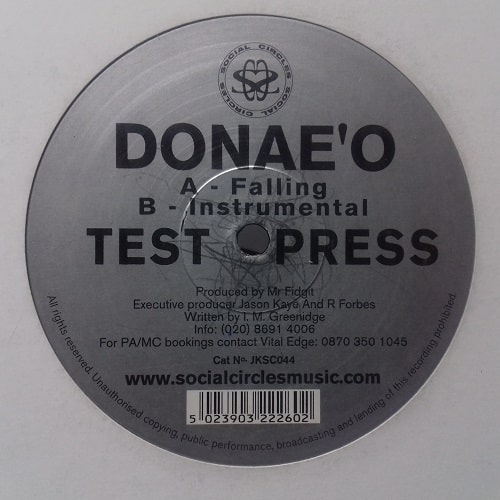 SOCIAL CIRCLES SOCIAL CIRCLES
DONAE'O
A - Falling
B - Instrumental
TEST PRESS
Produced by Mr Fidgit
Executive producer Jason Kaye And R Forbes
Written by I. M. Greenidge
Info: (020) 8691 4006
For PA/MC bookings contact Vital Edge: 0870 350 1045
Cat No. JKSC044
www.socialcirclesmusic.com
5 023903 222602
All rights reserved. Unauthorised copying, public performance, broadcasting and lending of this recording prohibited.